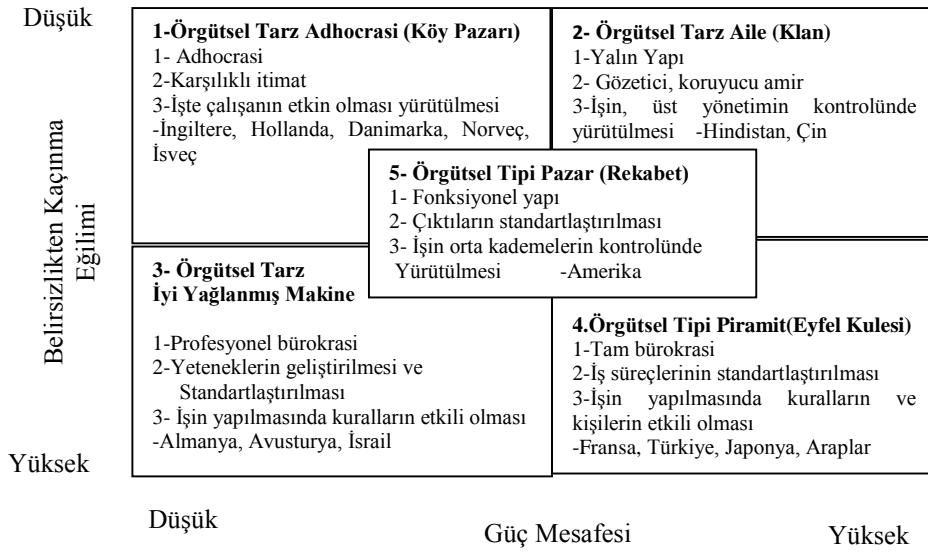 Düşük
1-Örgütsel Tarz Adhocrasi (Köy Pazarı)
1- Adhocrasi
2-Karşılıklı itimat
3-İşte çalışanın etkin olması yürütülmesi
-İngiltere, Hollanda, Danimarka, Norveç,
İsveç
2- Örgütsel Tarz Aile (Klan)
1-Yalın Yapı
2- Gözetici, koruyucu amir
3-İşin, üst yönetimin kontrolünde
yürütülmesi -Hindistan, Çin
5- Örgütsel Tipi Pazar (Rekabet)
1- Fonksiyonel yapı
2- Çıktıların standartlaştırılması
3- İşin orta kademelerin kontrolünde
Yürütülmesi -Amerika
Belirsizlikten Kaçınma
Eğilimi
3- Örgütsel Tarz
İyi Yağlanmış Makine
1-Profesyonel bürokrasi
2-Yeteneklerin geliştirilmesi ve
Standartlaştırılması
3- İşin yapılmasında kuralların etkili olması
-Almanya, Avusturya, İsrail
4.Örgütsel Tipi Piramit(Eyfel Kulesi)
1-Tam bürokrasi
2-İş süreçlerinin standartlaştırılması
3-İşin yapılmasında kuralların ve
kişilerin etkili olması
-Fransa, Türkiye, Japonya, Araplar
Yüksek
Düşük
Güç Mesafesi
Yüksek